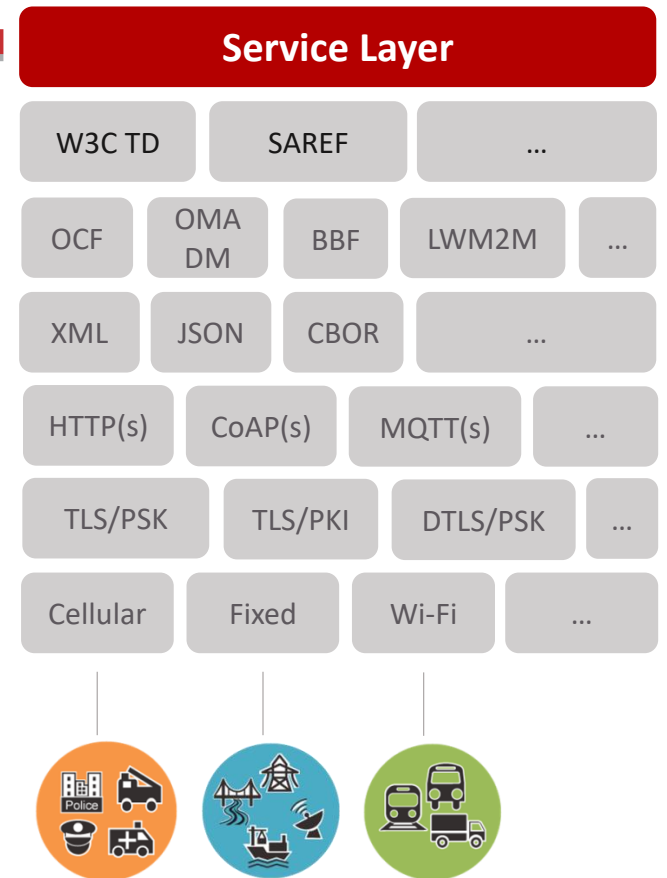 Service Layer
W3C TD SAREF ...
OCF OMA DM BBF LWM2M ...
XML JSON CBOR ...
HTTP(s) CoAP(s) MQTT(s) ...
TLS/PSK TLS/PKI DTLS/PSK ...
Cellular Fixed Wi-Fi ...
Police